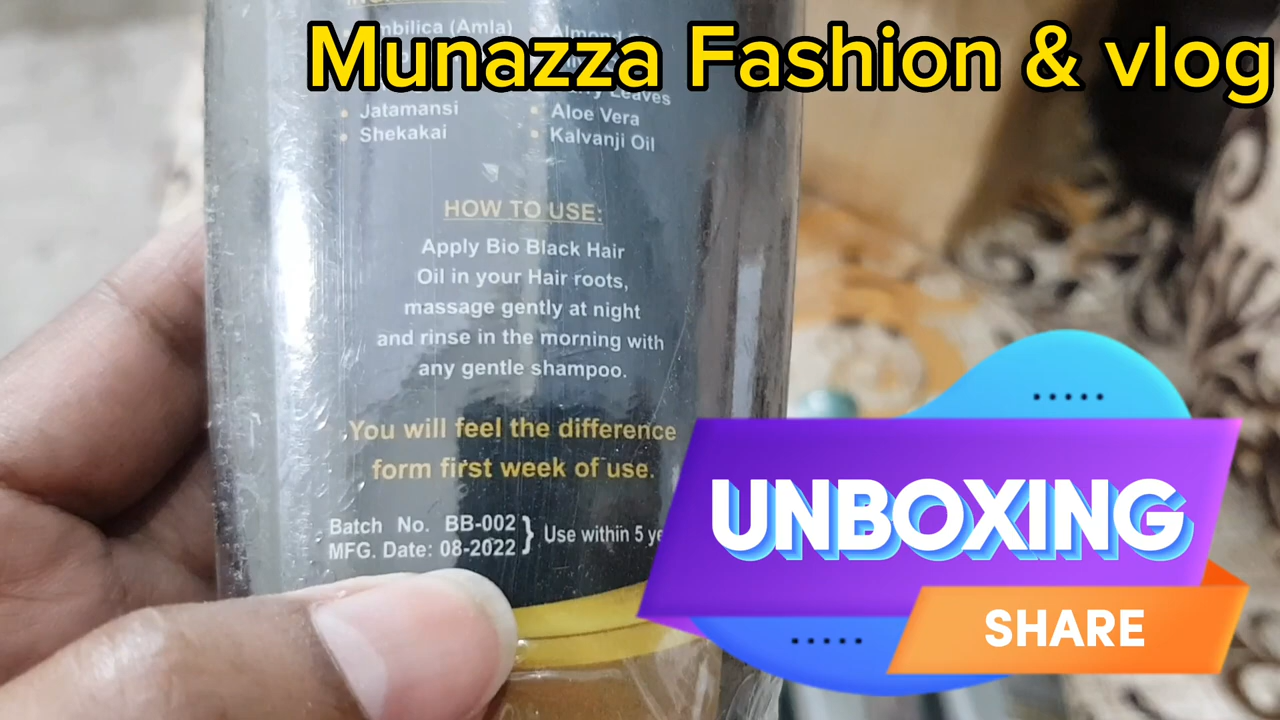 Munazza Fashion & vlog
(Amla)
Almond
Leaves
Jatamansi
Aloe Vera
Shekakai
Kalvanji Oil
HOW TO USE:
Apply Bio Black Hair
Oil in your Hair roots,
massage gently at night
and rinse in the morning with
any gentle shampoo.
You will feel the difference
form first week of use.
Batch No. BB-002
MFG. Date: 08-2022
Use within 5
UNBOXING
SHARE